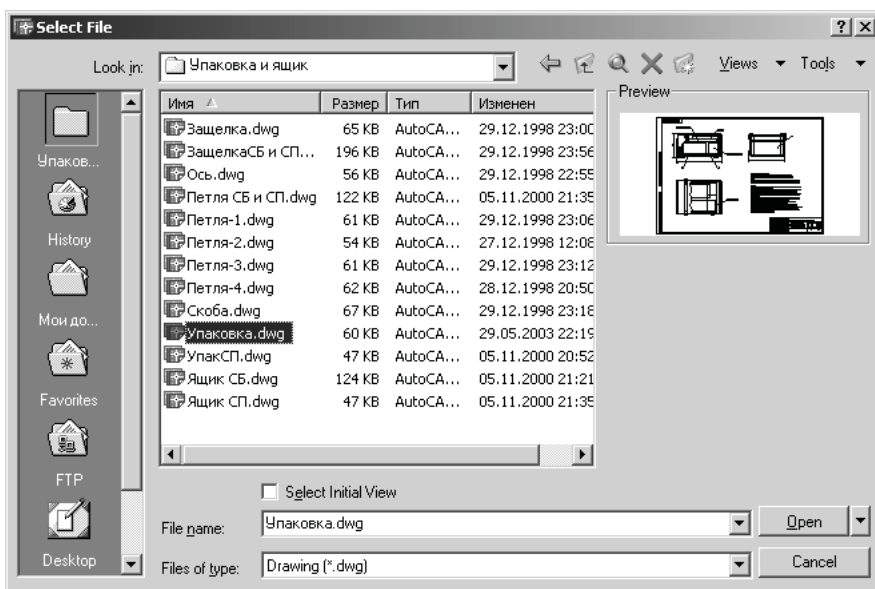 Select File
Look in: Упаковка и ящик Views Tools
Упаков...
History
Мои до...
Favorites
FTP
Desktop
Имя Размер Тип Изменен
Защелка.dwg 65 KB AutoCA... 29.12.1998 23:00
ЗащелкаСБ и СП... 196 KB AutoCA... 29.12.1998 23:56
Ось.dwg 56 KB AutoCA... 29.12.1998 22:55
Петля СБ и СП.dwg 122 KB AutoCA... 05.11.2000 21:35
Петля-1.dwg 61 KB AutoCA... 29.12.1998 23:06
Петля-2.dwg 54 KB AutoCA... 27.12.1998 12:08
Петля-3.dwg 61 KB AutoCA... 29.12.1998 23:12
Петля-4.dwg 62 KB AutoCA... 28.12.1998 20:50
Скоба.dwg 67 KB AutoCA... 29.12.1998 23:18
Упаковка.dwg 60 KB AutoCA... 29.05.2003 22:19
УпакСП.dwg 47 KB AutoCA... 05.11.2000 20:52
Ящик СБ.dwg 124 KB AutoCA... 05.11.2000 21:21
Ящик СП.dwg 47 KB AutoCA... 05.11.2000 21:35
Preview
Select Initial View
File name: Упаковка.dwg Open
Files of type: Drawing (*.dwg) Cancel